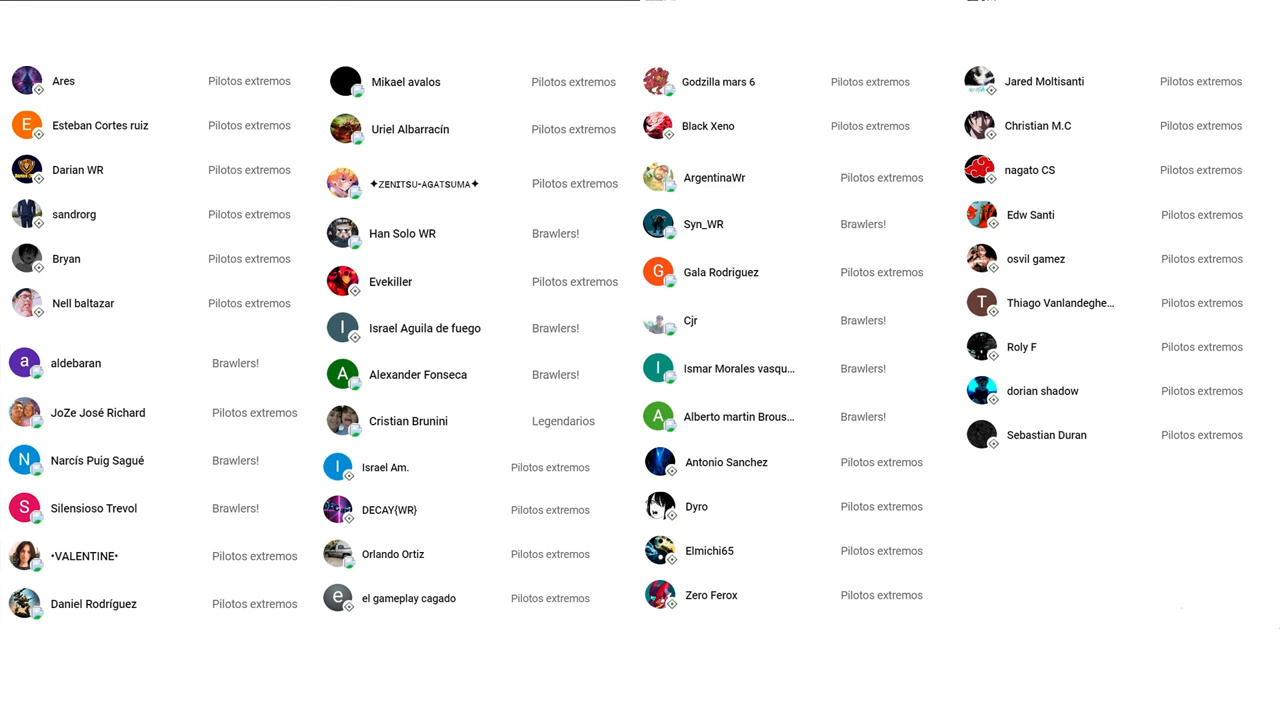 Ares Pilotos extremos
Esteban Cortes ruiz Pilotos extremos
Darian WR Pilotos extremos
sandrorg Pilotos extremos
Bryan Pilotos extremos
Nell baltazar Pilotos extremos
a aldebaran Brawlers!
JoZe José Richard Pilotos extremos
N Narcís Puig Sagué Brawlers!
S Silensioso Trevol Brawlers!
•VALENTINE• Pilotos extremos
Daniel Rodríguez Pilotos extremos
Mikael avalos Pilotos extremos
Uriel Albarracín Pilotos extremos
✦ZENITSU-AGATSUMA✦ Pilotos extremos
Han Solo WR Brawlers!
Evekiller Pilotos extremos
I Israel Aguila de fuego Brawlers!
A Alexander Fonseca Brawlers!
Cristian Brunini Legendarios
I Israel Am. Pilotos extremos
DECAY{WR} Pilotos extremos
Orlando Ortiz Pilotos extremos
e el gameplay cagado Pilotos extremos
Godzilla mars 6 Pilotos extremos
Black Xeno Pilotos extremos
ArgentinaWr Pilotos extremos
Syn_WR Brawlers!
G Gala Rodriguez Pilotos extremos
Cjr Brawlers!
I Ismar Morales vasqu... Brawlers!
A Alberto martin Brous... Brawlers!
Antonio Sanchez Pilotos extremos
Dyro Pilotos extremos
Elmichi65 Pilotos extremos
Zero Ferox Pilotos extremos
Jared Moltisanti Pilotos extremos
Christian M.C Pilotos extremos
nagato CS Pilotos extremos
Edw Santi Pilotos extremos
osvil gamez Pilotos extremos
T Thiago Vanlandeghe... Pilotos extremos
Roly F Pilotos extremos
dorian shadow Pilotos extremos
Sebastian Duran Pilotos extremos